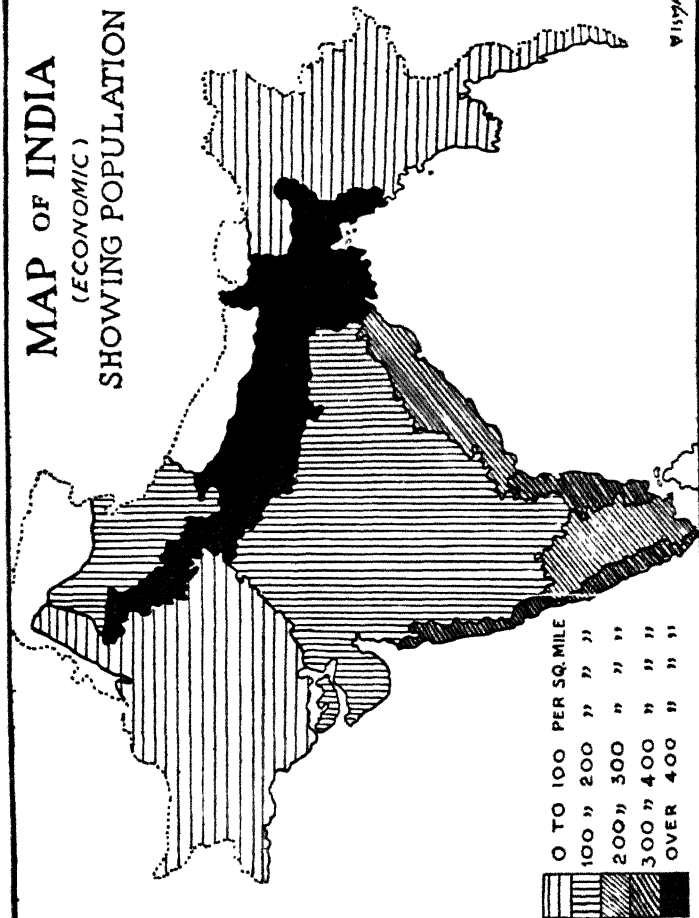 MAP OF INDIA
(ECONOMIC)
SHOWING POPULATION
0 TO 100 PER SQ. MILE
100 " 200 " " "
200 " 300 " " "
300 " 400 " " "
OVER 400 " " "